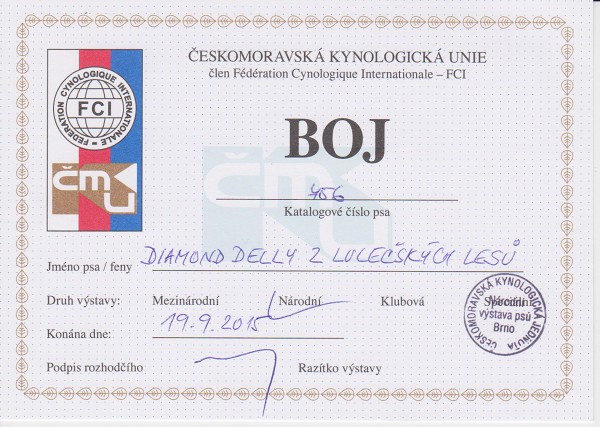 ČESKOMORAVSKÁ KYNOLOGICKÁ UNIE
člen Fédération Cynologique Internationale – FCI
FEDERATION CYNOLOGIQUE INTERNATIONALE
FCI
čmku
BOJ
456
Katalogové číslo psa
Jméno psa / feny DIAMOND DELLY Z LULEČSKÝCH LESŮ
Druh výstavy: Mezinárodní Národní Klubová Speciální
Konána dne: 19.9.2015
Podpis rozhodčího Razítko výstavy
ČESKOMORAVSKÁ KYNOLOGICKÁ JEDNOTA
Národní
výstava psů
Brno